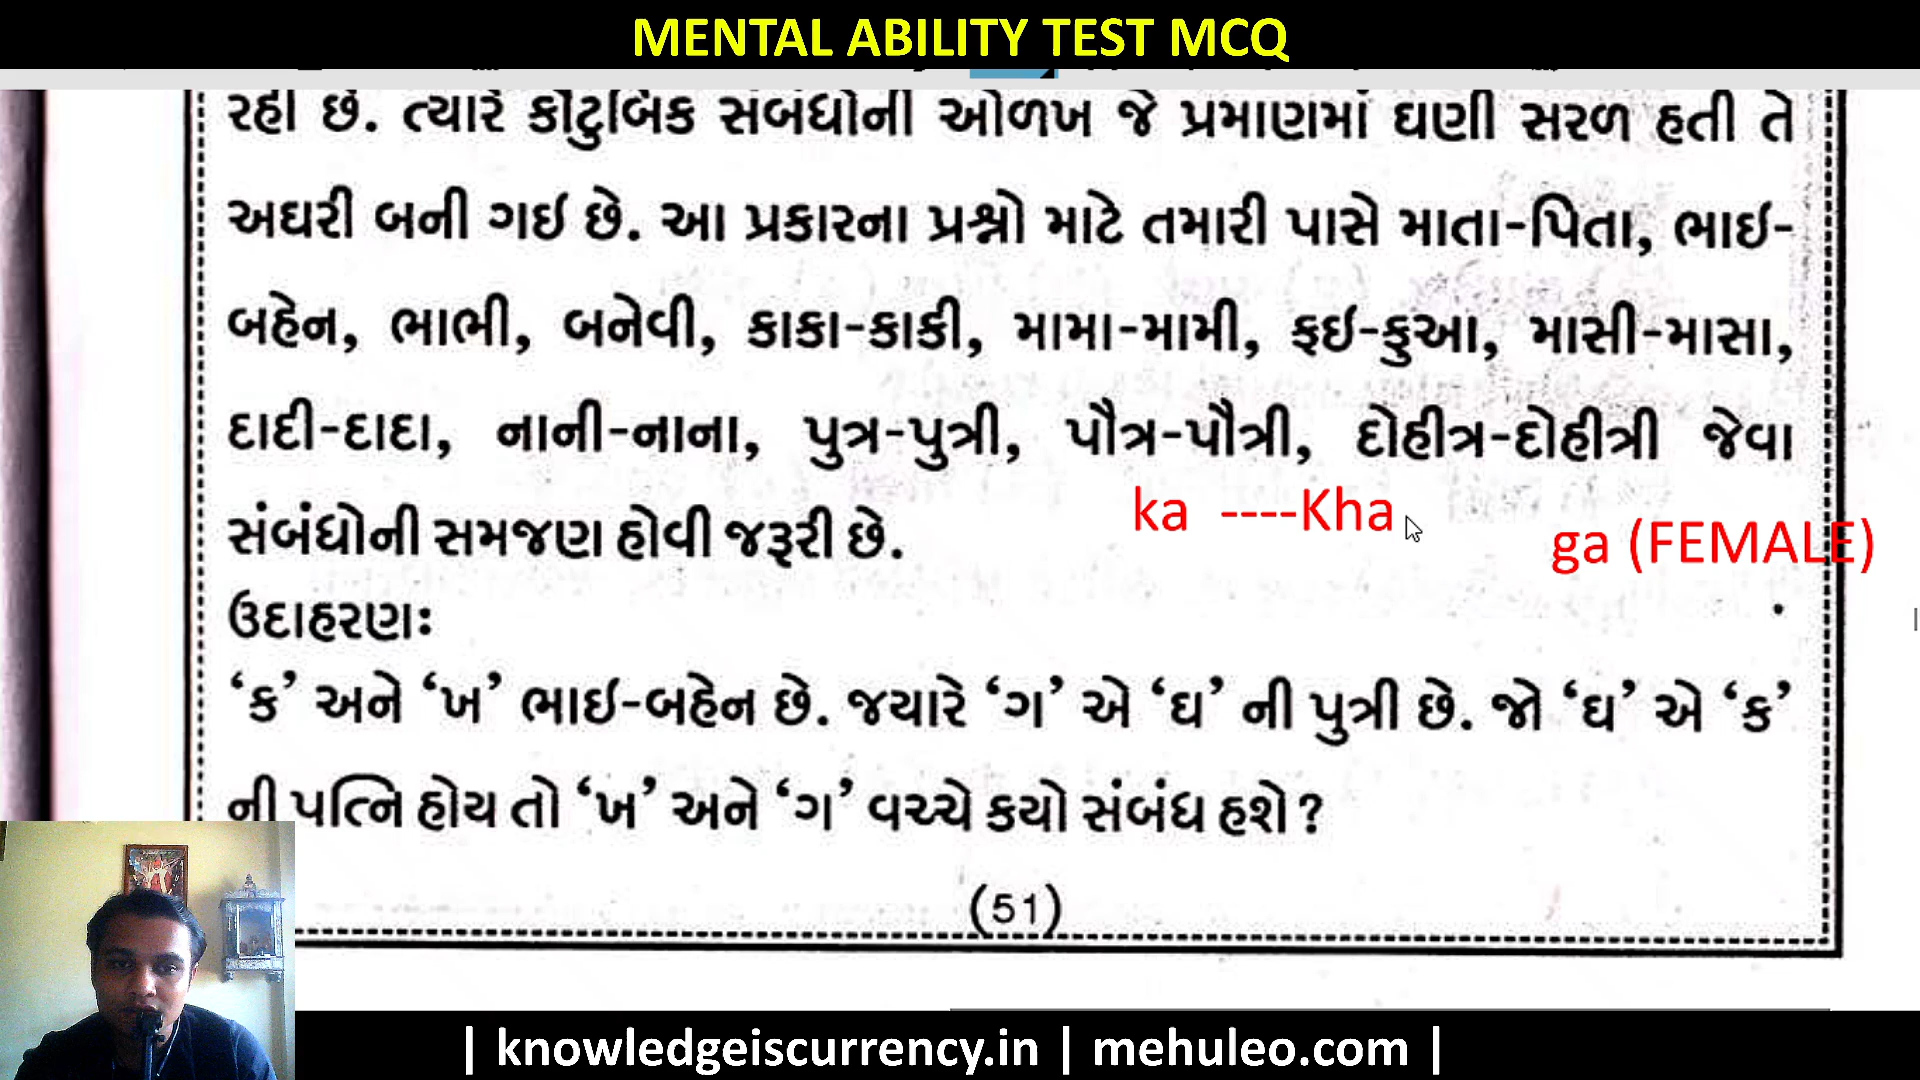 MENTAL ABILITY TEST MCQ
રહી છે. ત્યારે કૌટુંબિક સંબંધોની ઓળખ જે પ્રમાણમાં ઘણી સરળ હતી તે
અઘરી બની ગઇ છે. આ પ્રકારના પ્રશ્નો માટે તમારી પાસે માતા-પિતા, ભાઇ-
બહેન, ભાભી, બનેવી, કાકા-કાકી, મામા-મામી, ફઇ-ફુઆ, માસી-માસા,
દાદી-દાદા, નાની-નાના, પુત્ર-પુત્રી, પૌત્ર-પૌત્રી, દોહીત્ર-દોહીત્રી જેવા
ka ----Kha
સંબંધોની સમજણ હોવી જરૂરી છે.
ga (FEMALE)
ઉદાહરણઃ
‘ક’ અને ‘ખ’ ભાઇ-બહેન છે. જયારે ‘ગ’ એ ‘ઘ’ ની પુત્રી છે. જો ‘ઘ’ એ ‘ક’
ની પત્નિ હોય તો ‘ખ’ અને ‘ગ’ વચ્ચે કયો સંબંધ હશે?
(51)
| knowledgeiscurrency.in | mehuleo.com |